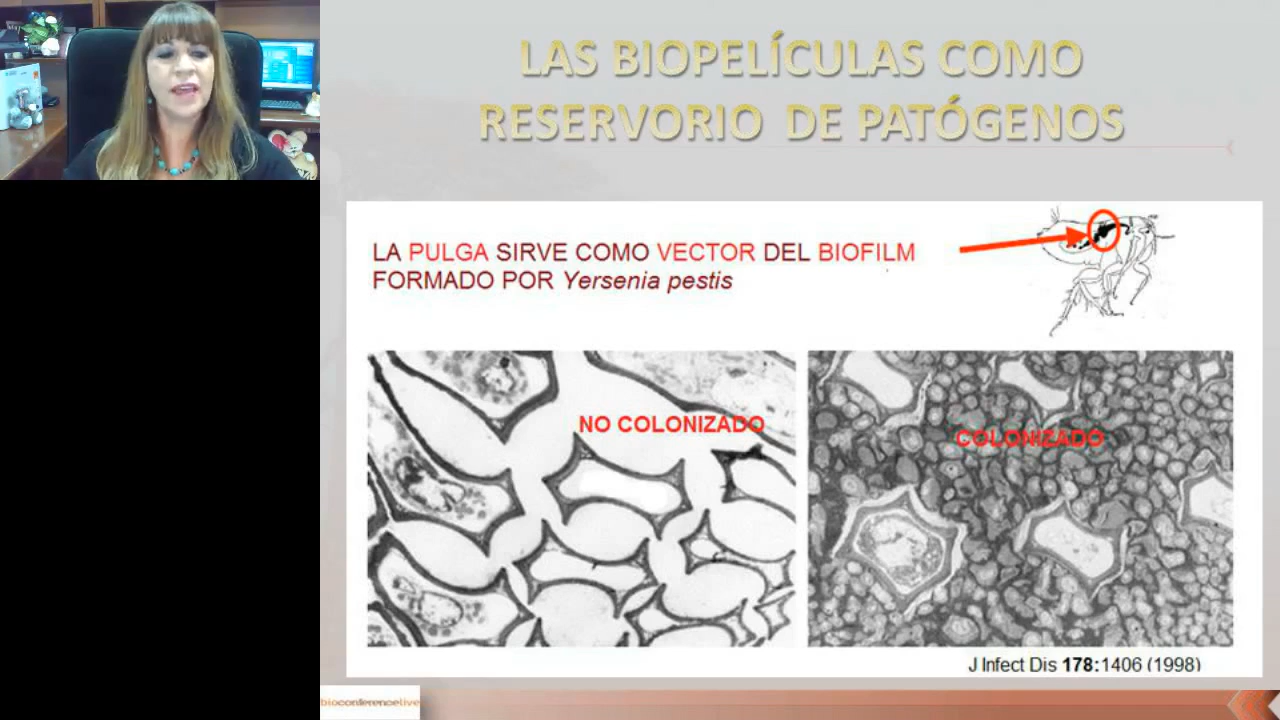 LAS BIOPELÍCULAS COMO
RESERVORIO DE PATÓGENOS
LA PULGA SIRVE COMO VECTOR DEL BIOFILM
FORMADO POR Yersenia pestis
NO COLONIZADO
COLONIZADO
J Infect Dis 178:1406 (1998)
bioconferencelive